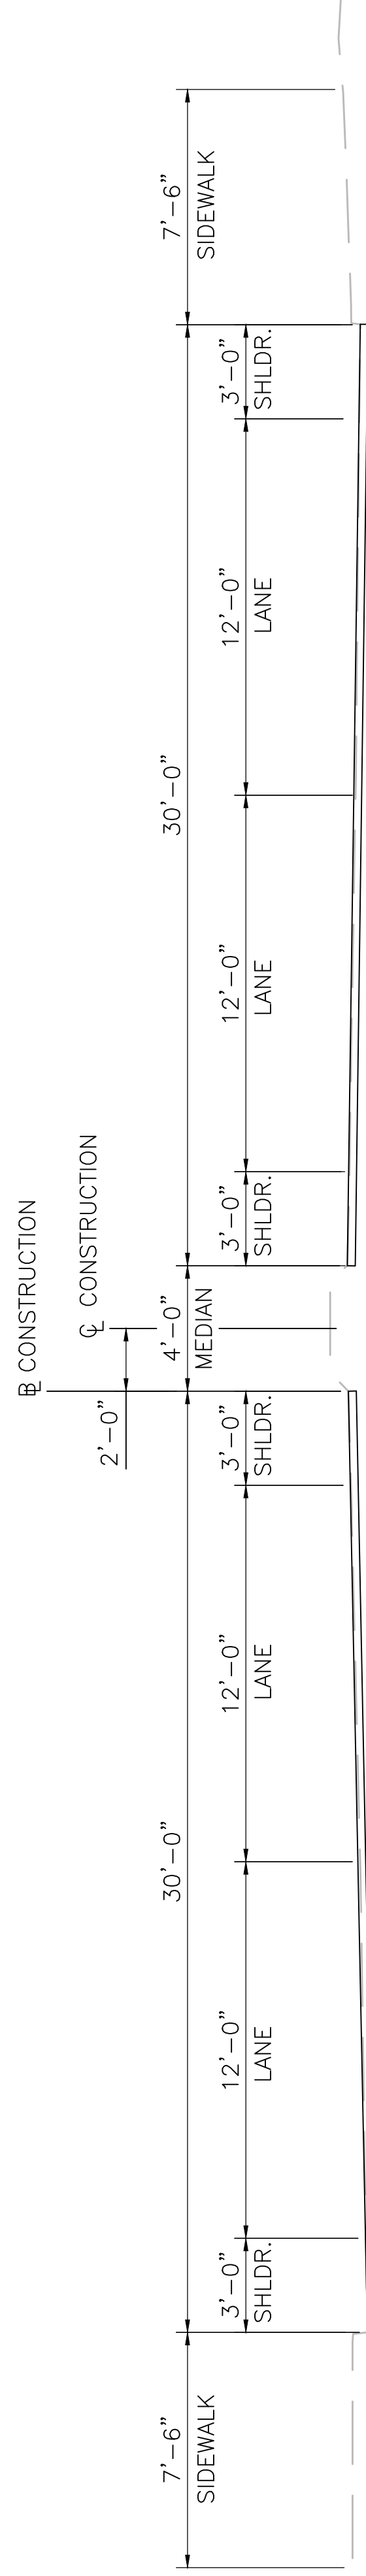 BL CONSTRUCTION
℄ CONSTRUCTION
2'-0"
7'-6"
SIDEWALK
30'-0"
4'-0"
MEDIAN
30'-0"
7'-6"
SIDEWALK
3'-0"
SHLDR.
12'-0"
LANE
12'-0"
LANE
3'-0"
SHLDR.
3'-0"
SHLDR.
12'-0"
LANE
12'-0"
LANE
3'-0"
SHLDR.